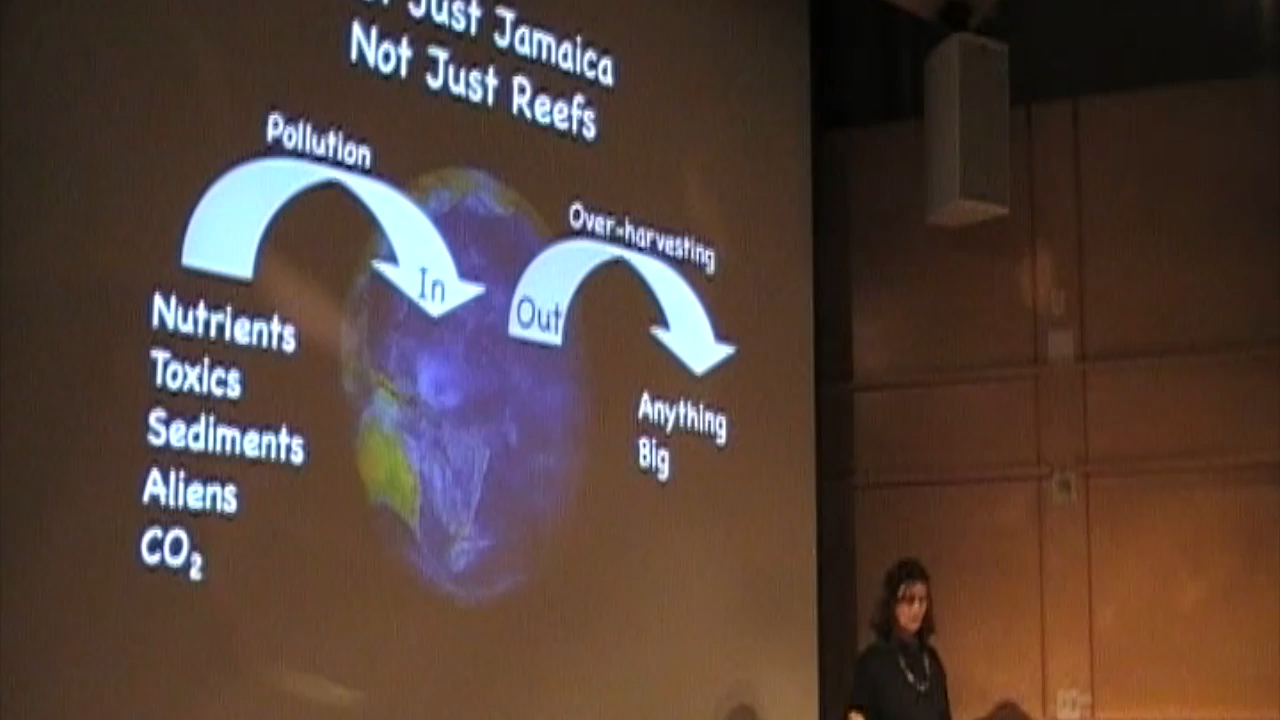 Just Jamaica
Not Just Reefs
Pollution
Over-harvesting
In
Out
Nutrients
Toxics
Sediments
Aliens
CO₂
Anything
Big